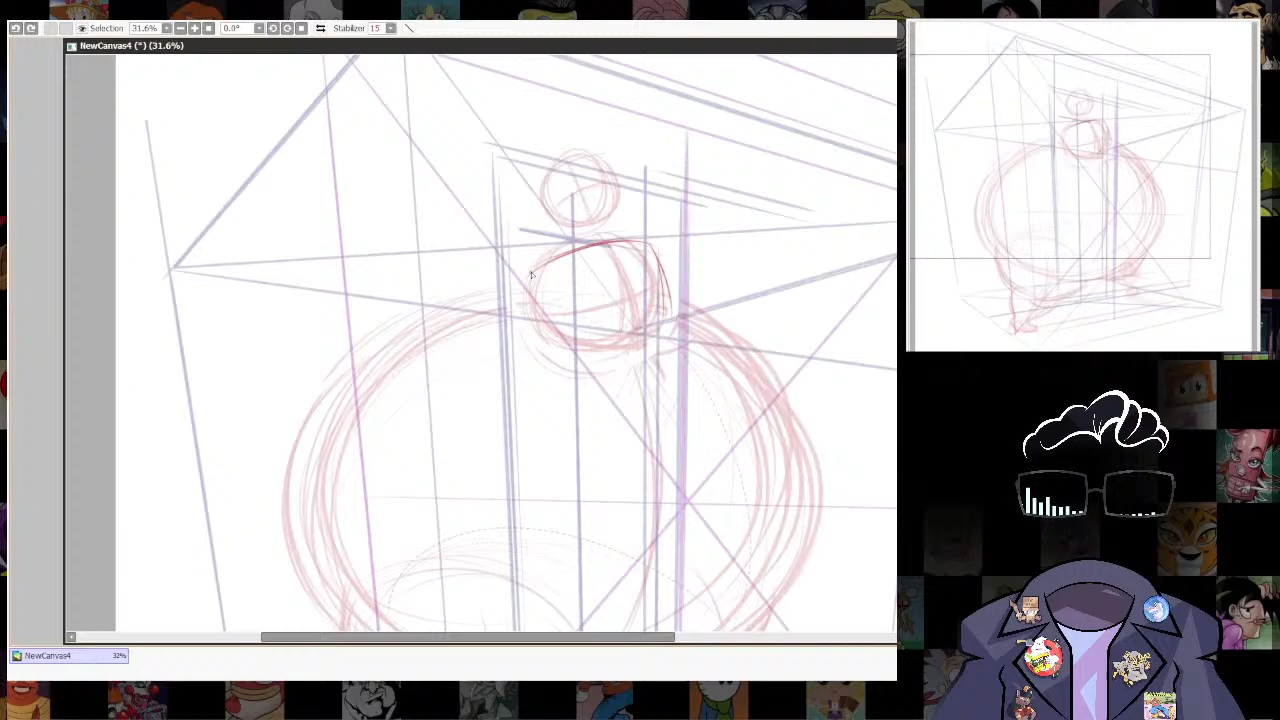 Selection 31.6% 0.0° Stabilizer 15
NewCanvas4 (*) (31.6%)
NewCanvas4 32%